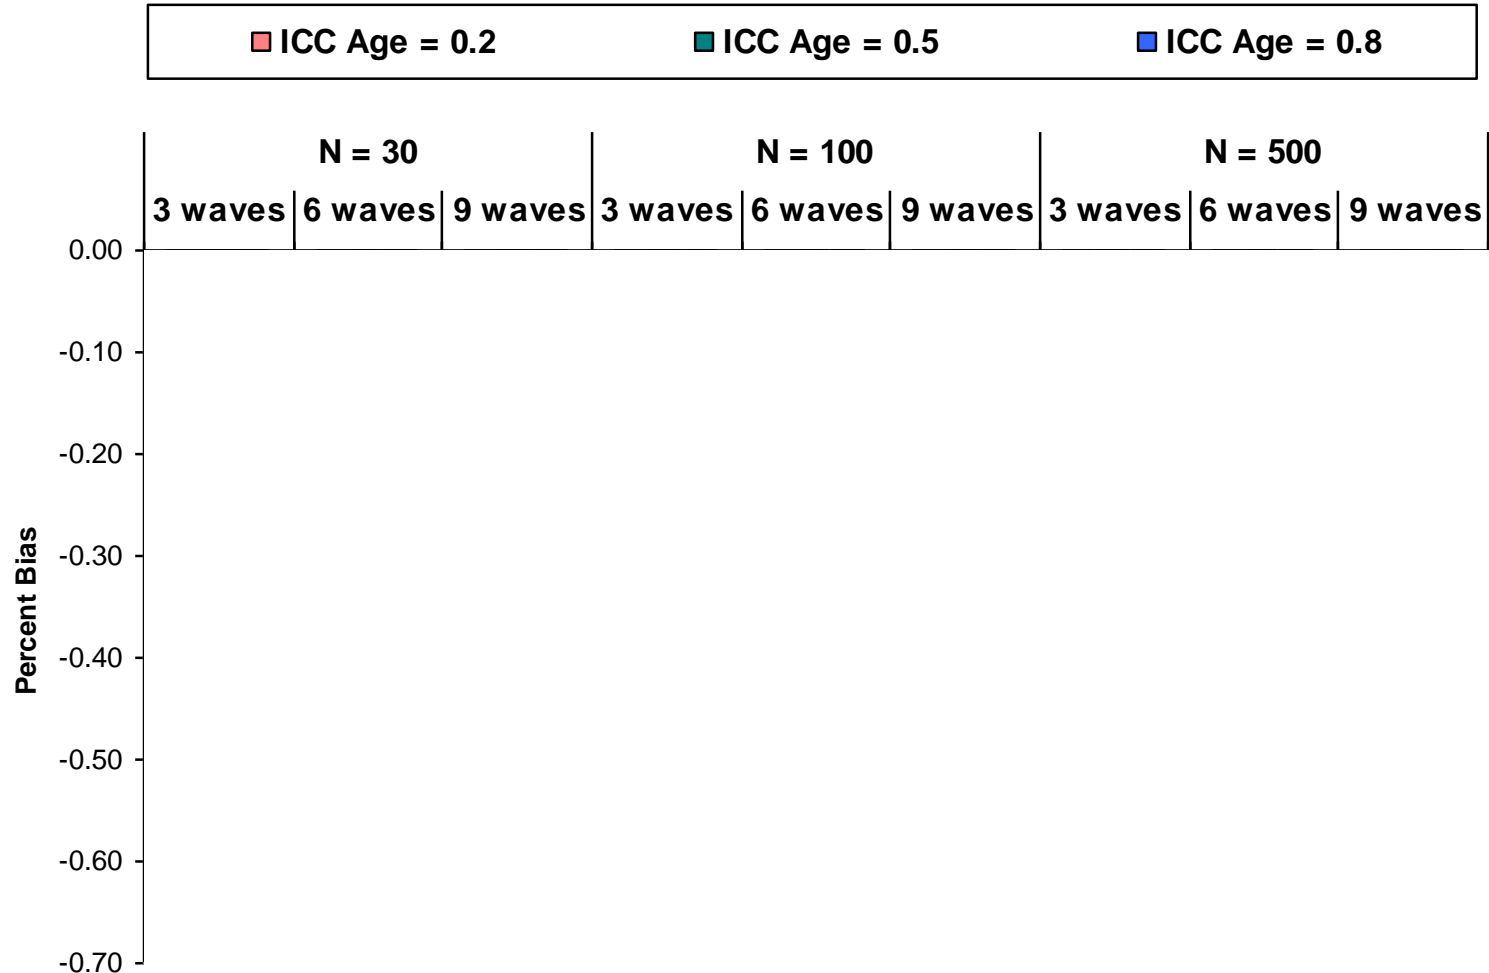 ICC Age = 0.2 ICC Age = 0.5 ICC Age = 0.8
N = 30 N = 100 N = 500
3 waves 6 waves 9 waves 3 waves 6 waves 9 waves 3 waves 6 waves 9 waves
0.00
-0.10
-0.20
-0.30
-0.40
-0.50
-0.60
-0.70
Percent Bias